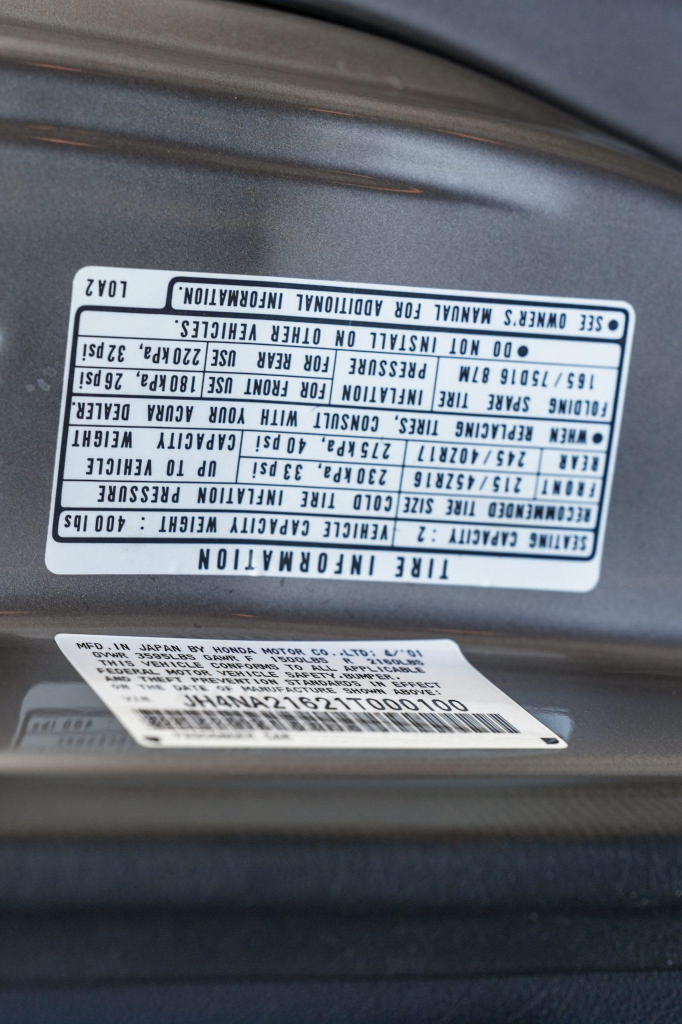 TIRE INFORMATION
SEATING CAPACITY : 2 VEHICLE CAPACITY WEIGHT : 400 lbs
RECOMMENDED TIRE SIZE COLD TIRE INFLATION PRESSURE
FRONT 215/45ZR16 230kPa, 33psi UP TO VEHICLE
REAR 245/40ZR17 275kPa, 40psi CAPACITY WEIGHT
● WHEN REPLACING TIRES, CONSULT WITH YOUR ACURA DEALER.
FOLDING SPARE TIRE INFLATION FOR FRONT USE 180kPa, 26psi
165/75D16 87M PRESSURE FOR REAR USE 220kPa, 32psi
● DO NOT INSTALL ON OTHER VEHICLES.
● SEE OWNER'S MANUAL FOR ADDITIONAL INFORMATION. L0A2
MFD.IN JAPAN BY HONDA MOTOR CO.,LTD; 4/'01
GVWR 3595LBS GAWR F 1500LBS R 2160LBS
THIS VEHICLE CONFORMS TO ALL APPLICABLE
FEDERAL MOTOR VEHICLE SAFETY,BUMPER,
AND THEFT PREVENTION STANDARDS IN EFFECT
ON THE DATE OF MANUFACTURE SHOWN ABOVE:
VIN JH4NA21621T000100
400 lbs